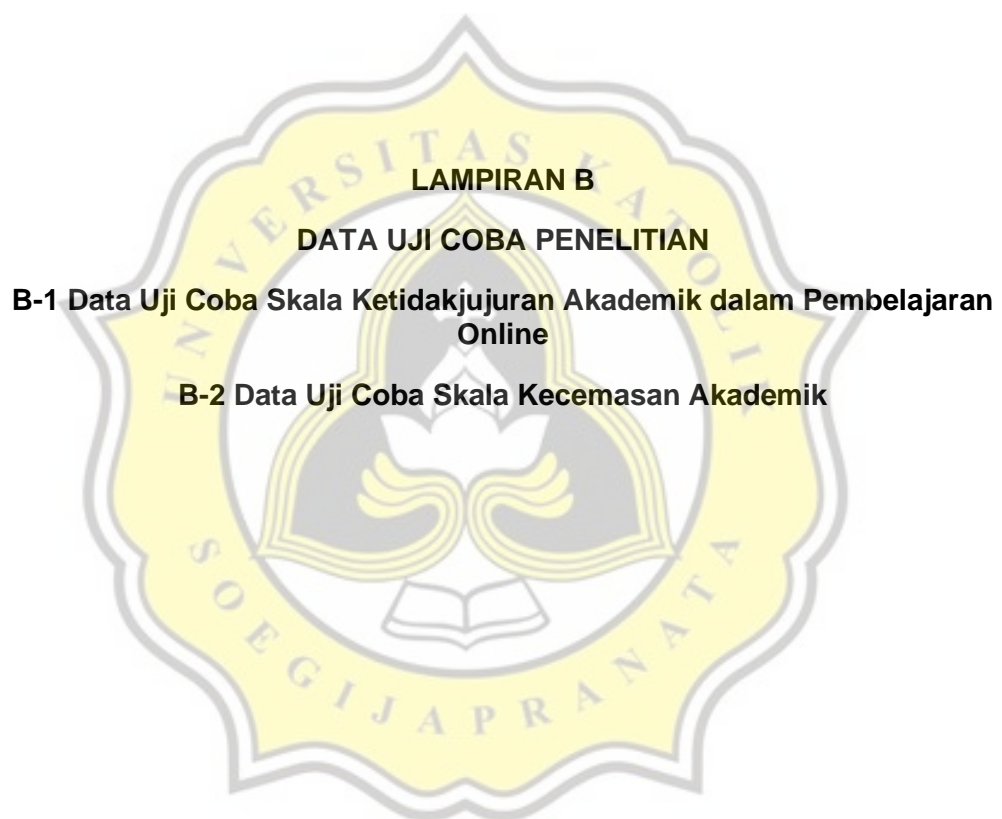 LAMPIRAN B
DATA UJI COBA PENELITIAN
B-1 Data Uji Coba Skala Ketidakjujuran Akademik dalam Pembelajaran
Online
B-2 Data Uji Coba Skala Kecemasan Akademik
UNIVERSITAS KATOLIK
SOEGIJAPRANATA